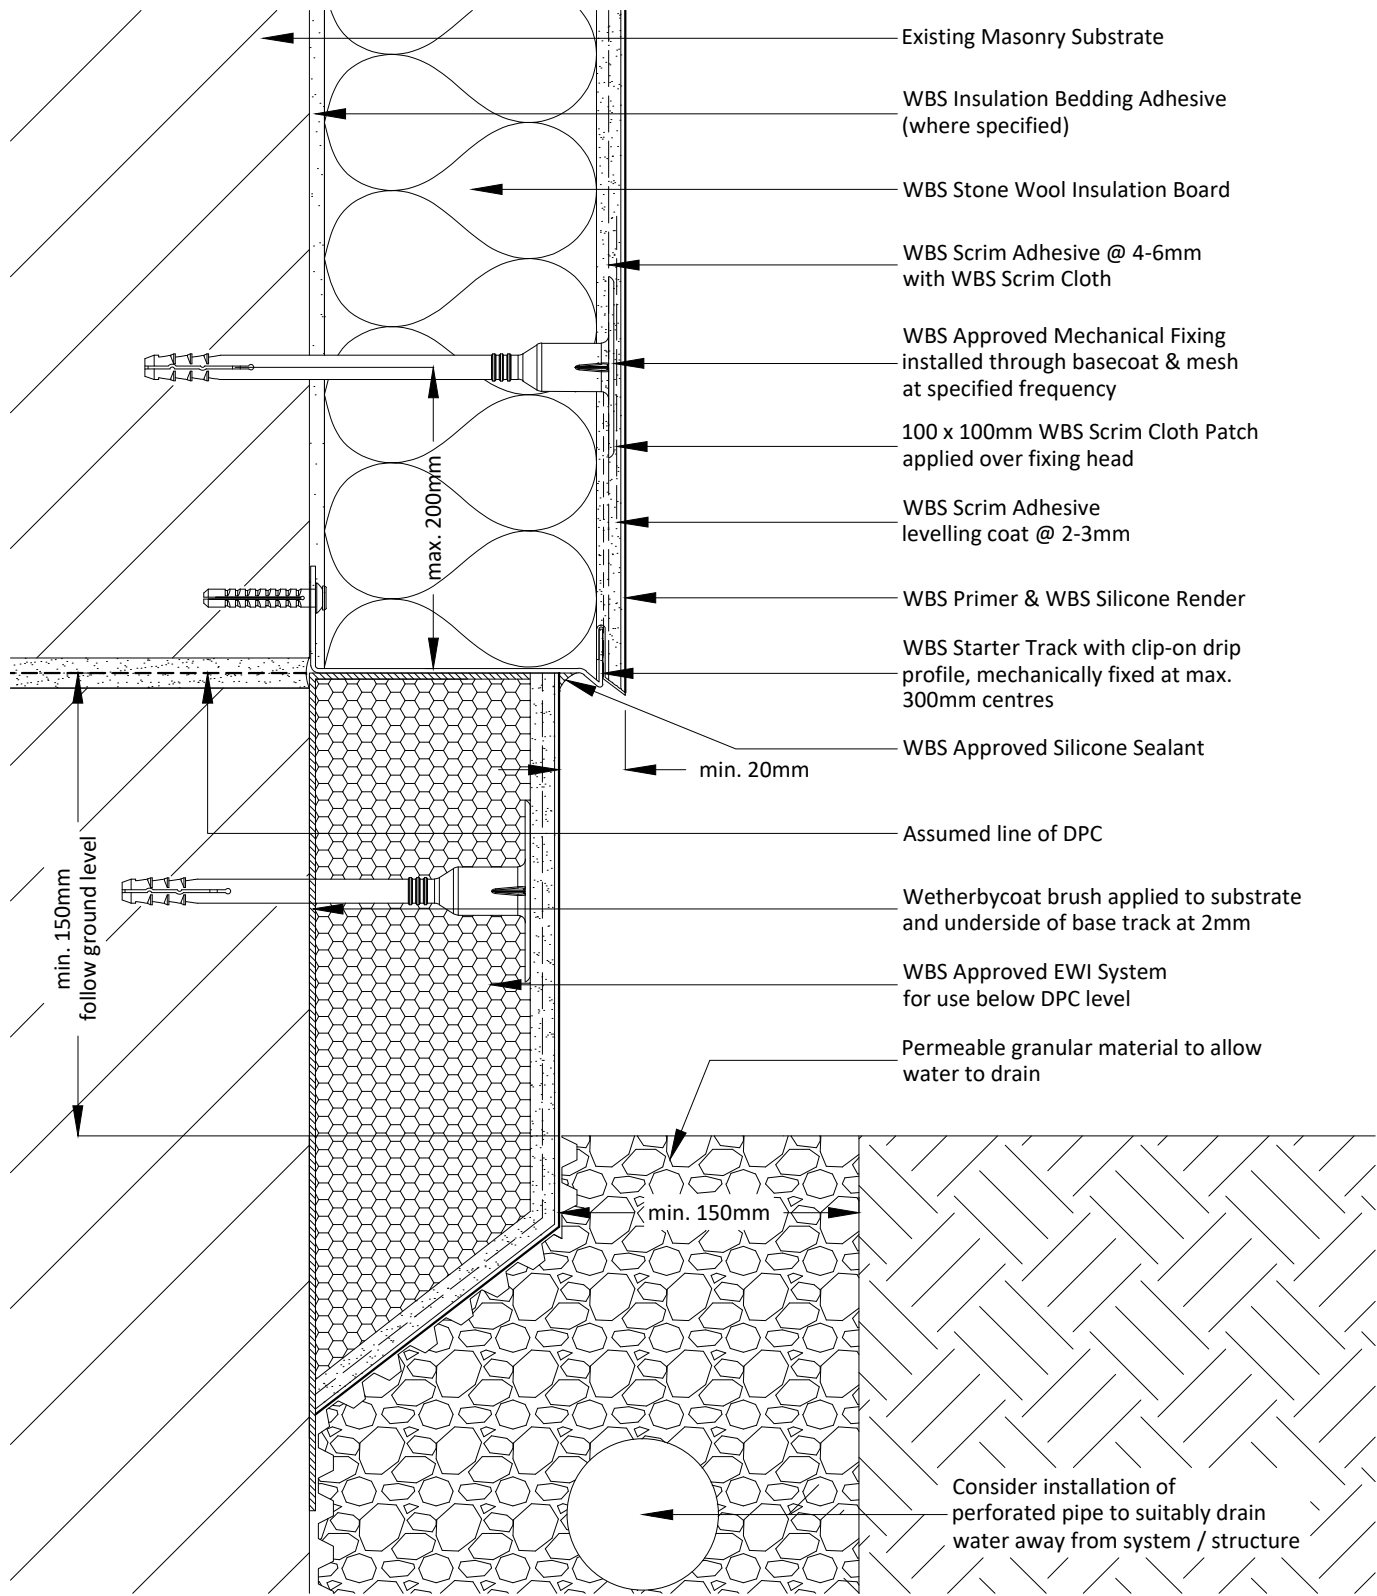 Existing Masonry Substrate
WBS Insulation Bedding Adhesive
(where specified)
WBS Stone Wool Insulation Board
WBS Scrim Adhesive @ 4-6mm
with WBS Scrim Cloth
WBS Approved Mechanical Fixing
installed through basecoat & mesh
at specified frequency
100 x 100mm WBS Scrim Cloth Patch
applied over fixing head
max. 200mm
WBS Scrim Adhesive
levelling coat @ 2-3mm
WBS Primer & WBS Silicone Render
WBS Starter Track with clip-on drip
profile, mechanically fixed at max.
300mm centres
WBS Approved Silicone Sealant
min. 20mm
Assumed line of DPC
min. 150mm
follow ground level
Wetherbycoat brush applied to substrate
and underside of base track at 2mm
WBS Approved EWI System
for use below DPC level
Permeable granular material to allow
water to drain
min. 150mm
Consider installation of
perforated pipe to suitably drain
water away from system / structure